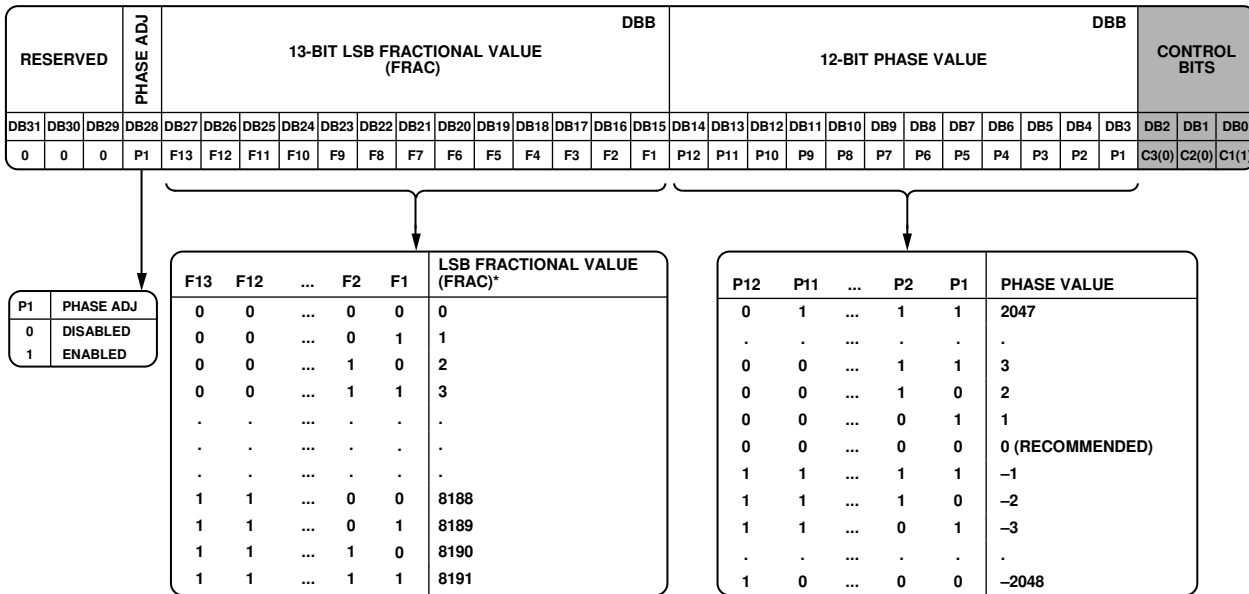 RESERVED PHASE ADJ 13-BIT LSB FRACTIONAL VALUE (FRAC) DBB 12-BIT PHASE VALUE DBB CONTROL BITS
DB31 DB30 DB29 DB28 DB27 DB26 DB25 DB24 DB23 DB22 DB21 DB20 DB19 DB18 DB17 DB16 DB15 DB14 DB13 DB12 DB11 DB10 DB9 DB8 DB7 DB6 DB5 DB4 DB3 DB2 DB1 DB0
0 0 0 P1 F13 F12 F11 F10 F9 F8 F7 F6 F5 F4 F3 F2 F1 P12 P11 P10 P9 P8 P7 P6 P5 P4 P3 P2 P1 C3(0) C2(0) C1(1)
P1 PHASE ADJ
0 DISABLED
1 ENABLED
F13 F12 ... F2 F1 LSB FRACTIONAL VALUE (FRAC)*
0 0 ... 0 0 0
0 0 ... 0 1 1
0 0 ... 1 0 2
0 0 ... 1 1 3
. . ... . . .
. . ... . . .
. . ... . . .
1 1 ... 0 0 8188
1 1 ... 0 1 8189
1 1 ... 1 0 8190
1 1 ... 1 1 8191
P12 P11 ... P2 P1 PHASE VALUE
0 1 ... 1 1 2047
. . ... . . .
0 0 ... 1 1 3
0 0 ... 1 0 2
0 0 ... 0 1 1
0 0 ... 0 0 0 (RECOMMENDED)
1 1 ... 1 1 –1
1 1 ... 1 0 –2
1 1 ... 0 1 –3
. . ... . . .
1 0 ... 0 0 –2048